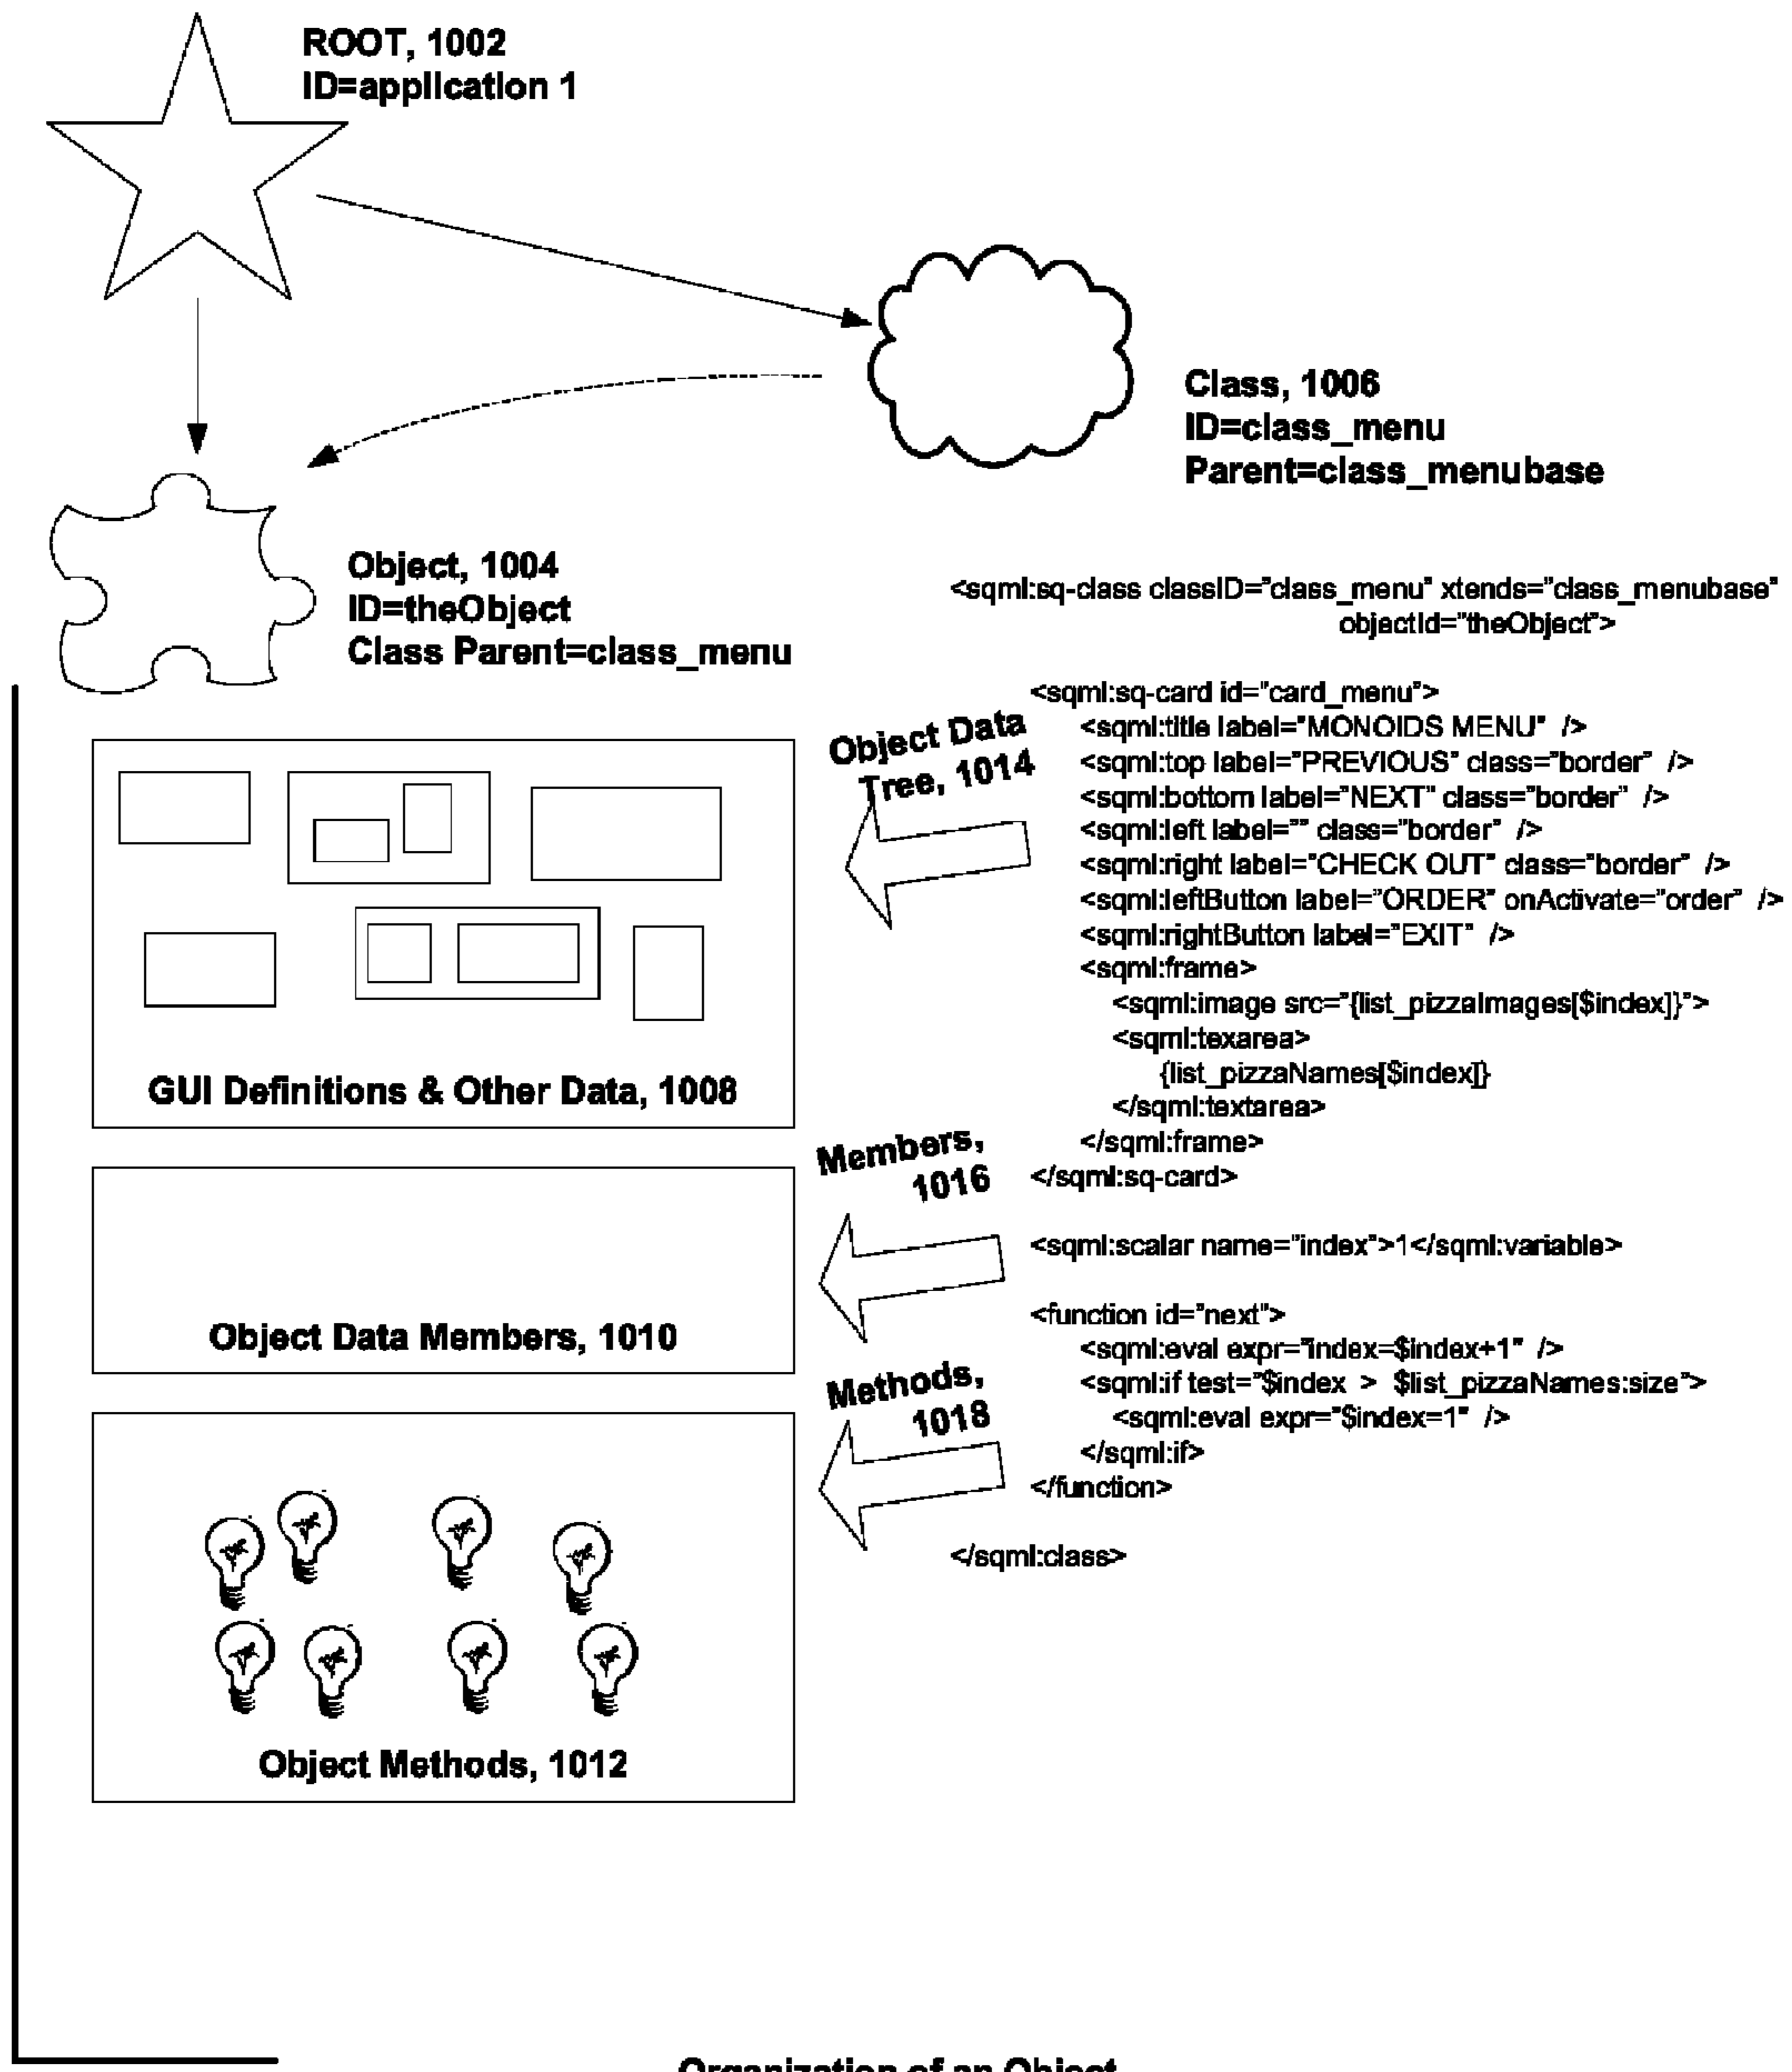 ROOT, 1002
ID=application 1
Class, 1006
ID=class_menu
Parent=class_menubase
Object, 1004
ID=theObject
Class Parent=class_menu
<sqml:sq-class classID="class_menu" xtends="class_menubase"
objectId="theObject">
Object Data
Tree, 1014
<sqml:sq-card id="card_menu">
<sqml:title label="MONOIDS MENU" />
<sqml:top label="PREVIOUS" class="border" />
<sqml:bottom label="NEXT" class="border" />
<sqml:left label="" class="border" />
<sqml:right label="CHECK OUT" class="border" />
<sqml:leftButton label="ORDER" onActivate="order" />
<sqml:rightButton label="EXIT" />
<sqml:frame>
<sqml:image src="{list_pizzaImages[$index]}">
<sqml:texarea>
{list_pizzaNames[$index]}
</sqml:textarea>
</sqml:frame>
</sqml:sq-card>
GUI Definitions & Other Data, 1008
Members,
1016
<sqml:scalar name="index">1</sqml:variable>
Object Data Members, 1010
Methods,
1018
<function id="next">
<sqml:eval expr="index=$index+1" />
<sqml:if test="$index > $list_pizzaNames:size">
<sqml:eval expr="$index=1" />
</sqml:if>
</function>
</sqml:class>
Object Methods, 1012
Organization of an Object